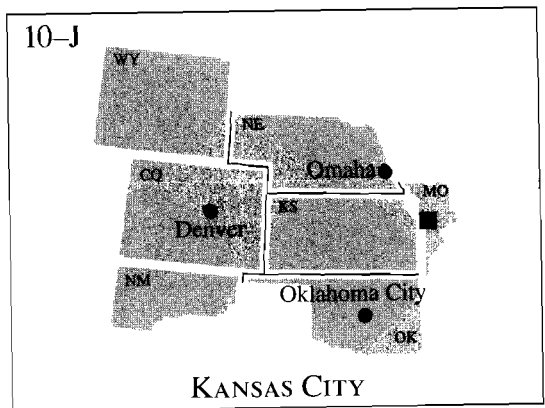 10–J
WY
NE
Omaha
CO
MO
KS
Denver
NM
Oklahoma City
OK
KANSAS CITY